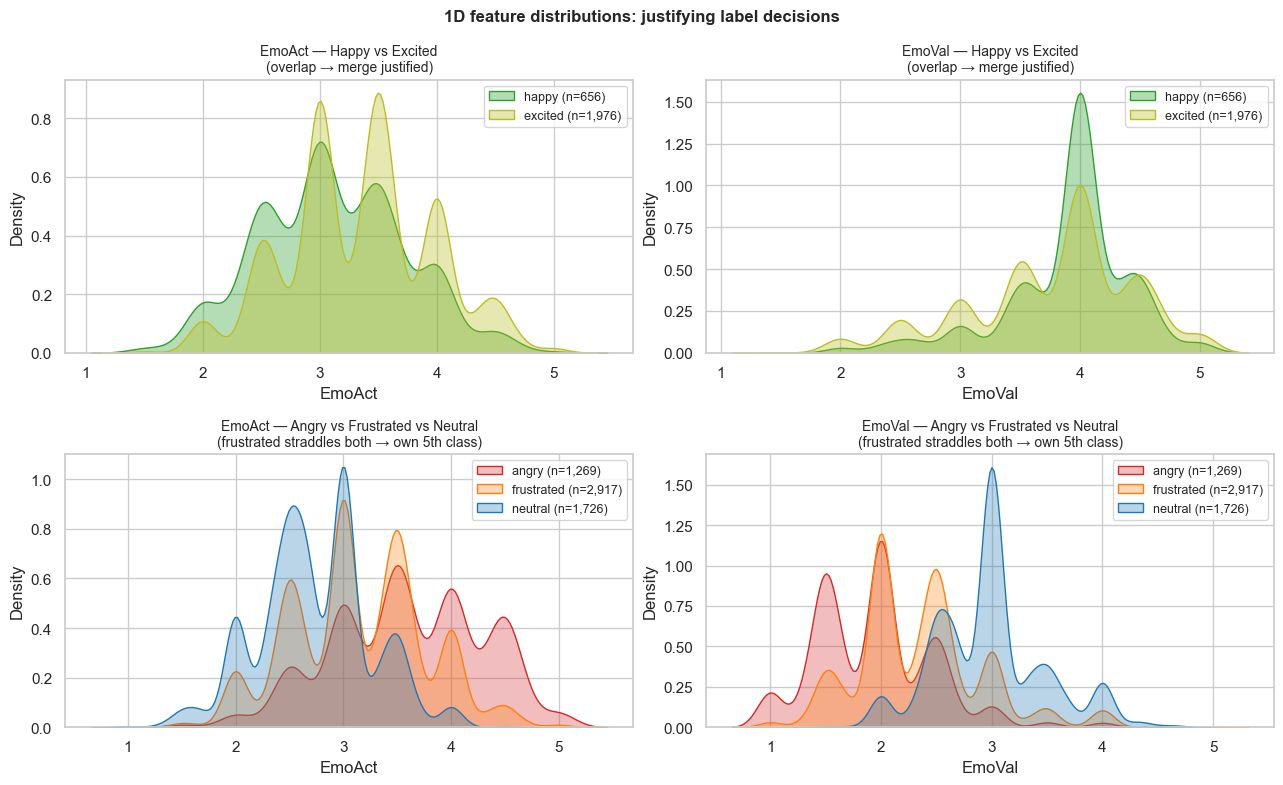 1D feature distributions: justifying label decisions
EmoAct — Happy vs Excited
(overlap → merge justified)
happy (n=656)
excited (n=1,976)
Density
0.8
0.6
0.4
0.2
0.0
1 2 3 4 5
EmoAct
EmoVal — Happy vs Excited
(overlap → merge justified)
happy (n=656)
excited (n=1,976)
Density
1.50
1.25
1.00
0.75
0.50
0.25
0.00
1 2 3 4 5
EmoVal
EmoAct — Angry vs Frustrated vs Neutral
(frustrated straddles both → own 5th class)
angry (n=1,269)
frustrated (n=2,917)
neutral (n=1,726)
Density
1.0
0.8
0.6
0.4
0.2
0.0
1 2 3 4 5
EmoAct
EmoVal — Angry vs Frustrated vs Neutral
(frustrated straddles both → own 5th class)
angry (n=1,269)
frustrated (n=2,917)
neutral (n=1,726)
Density
1.50
1.25
1.00
0.75
0.50
0.25
0.00
1 2 3 4 5
EmoVal